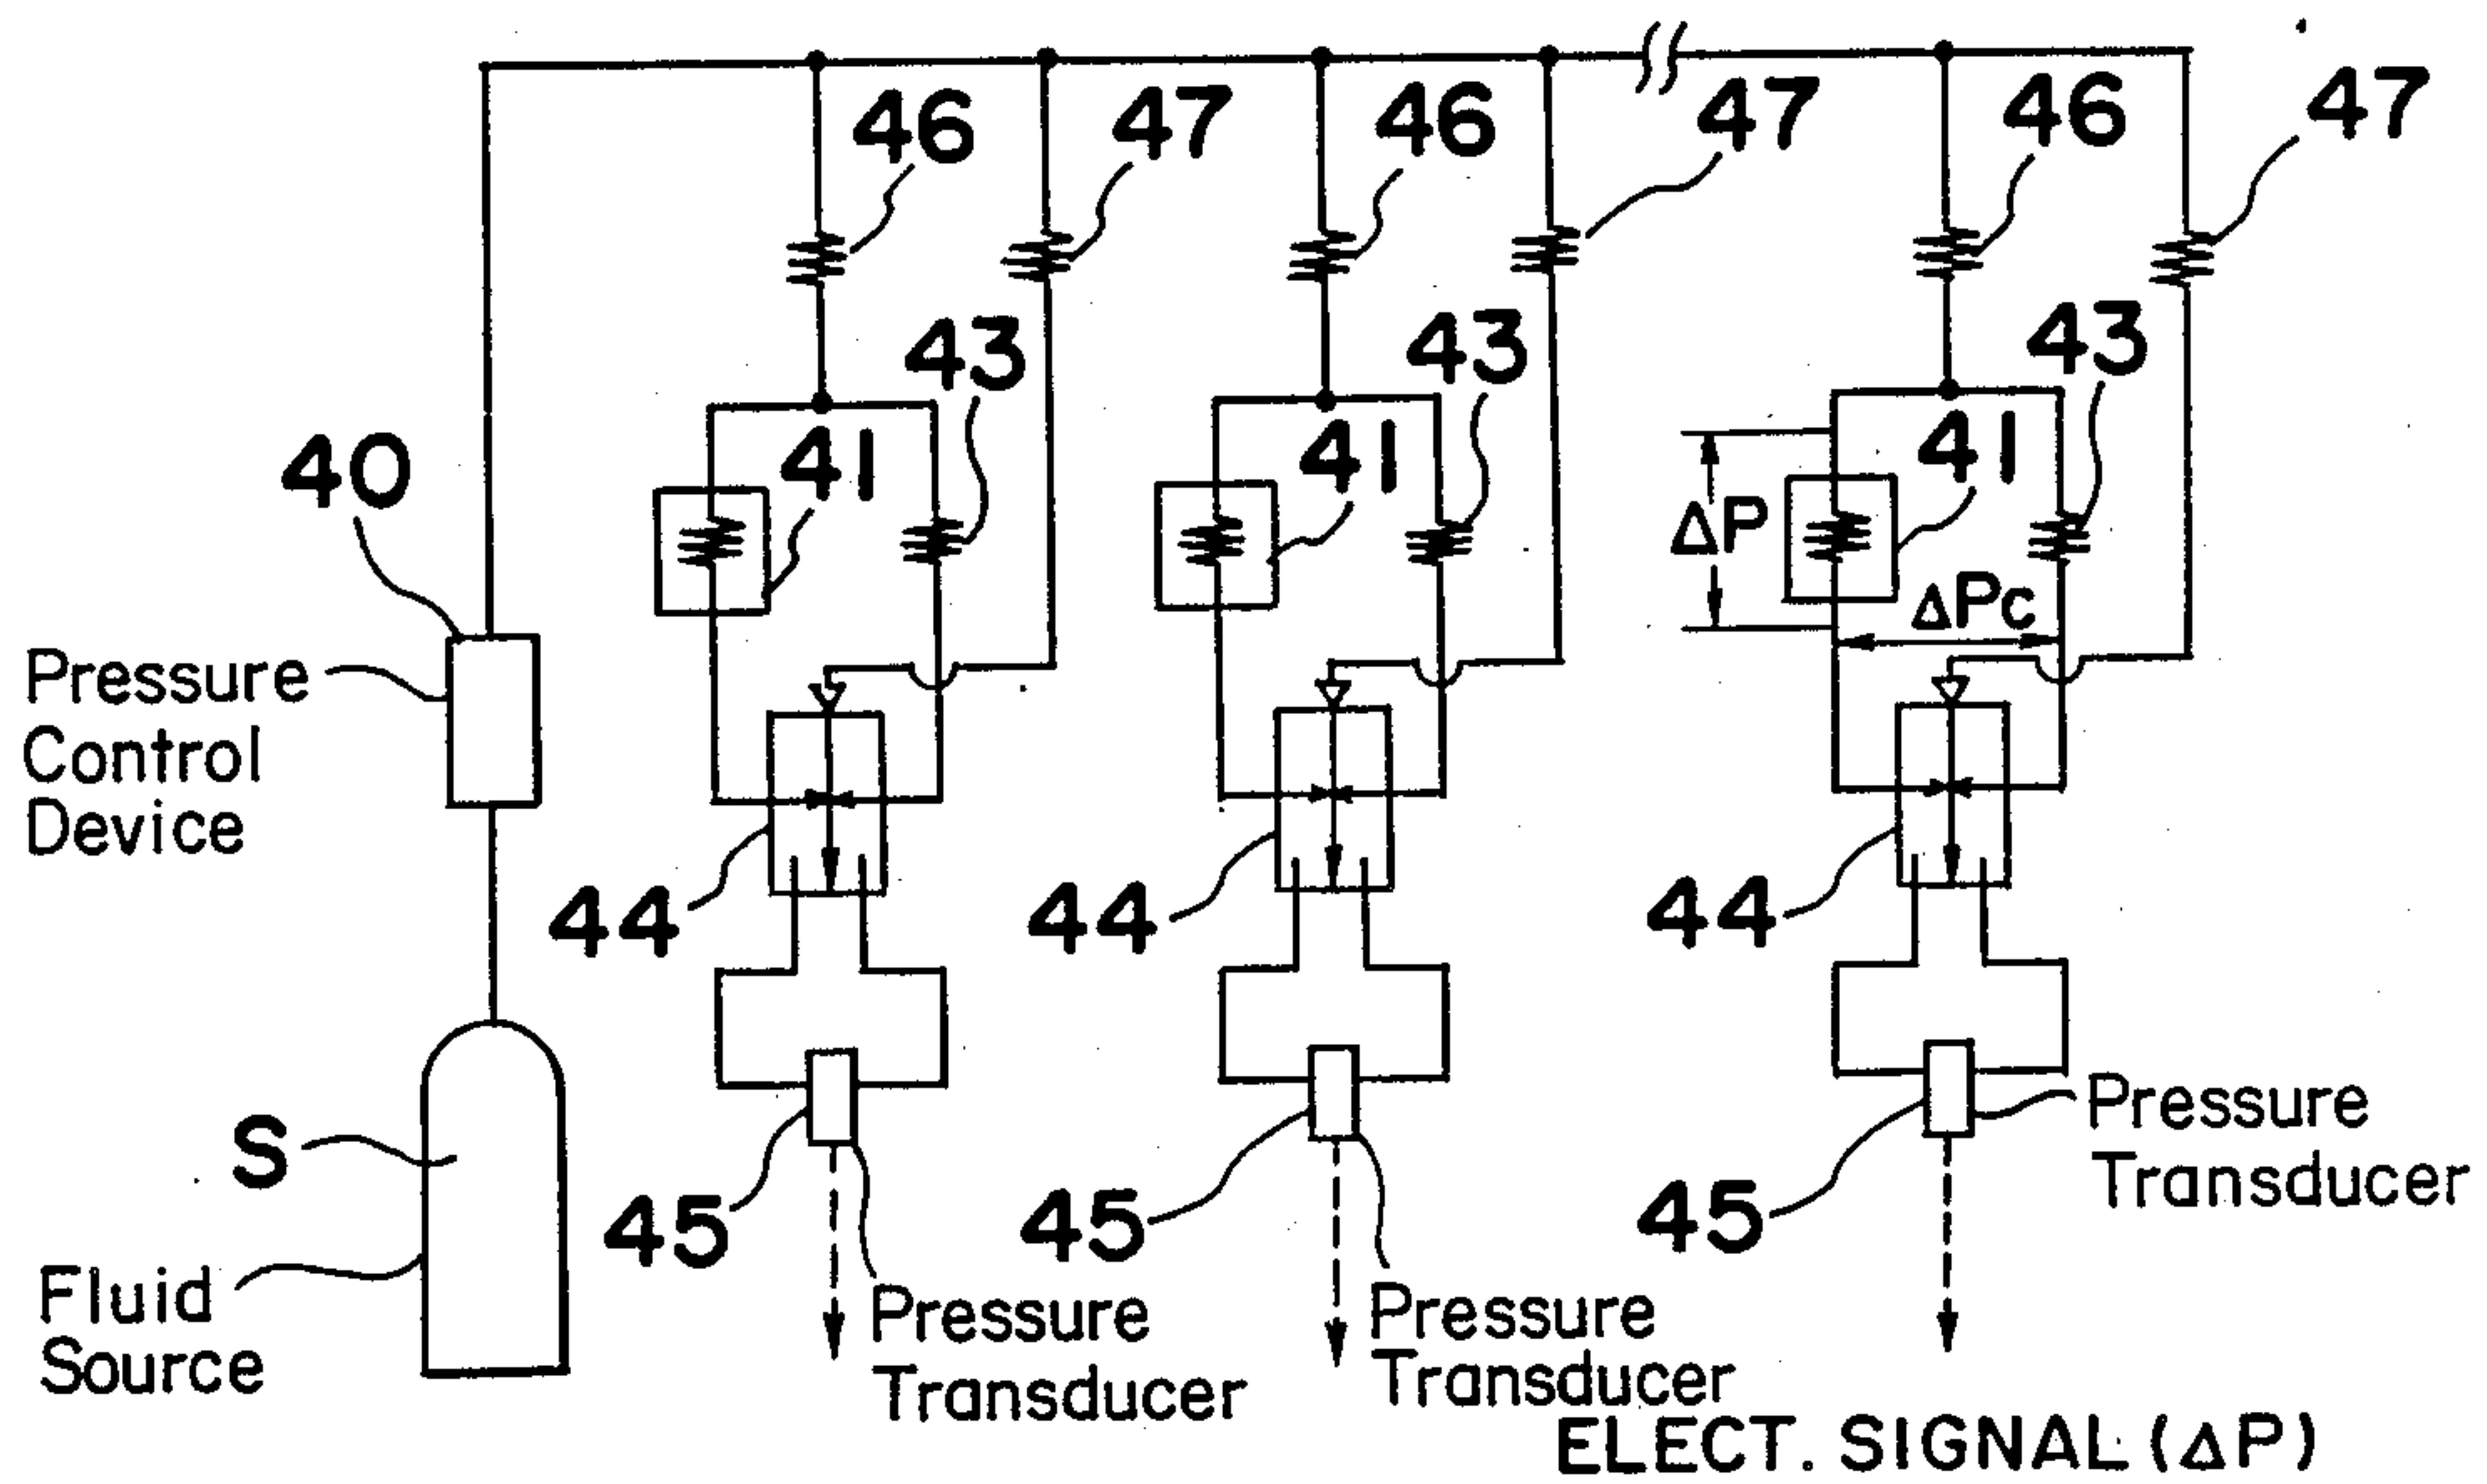 46
47
46
47
46
47
43
43
43
40
41
41
41
ΔP
ΔPc
Pressure
Control
Device
44
44
44
S
45
45
45
Pressure
Transducer
Fluid
Source
Pressure
Transducer
Pressure
Transducer
ELECT. SIGNAL (ΔP)